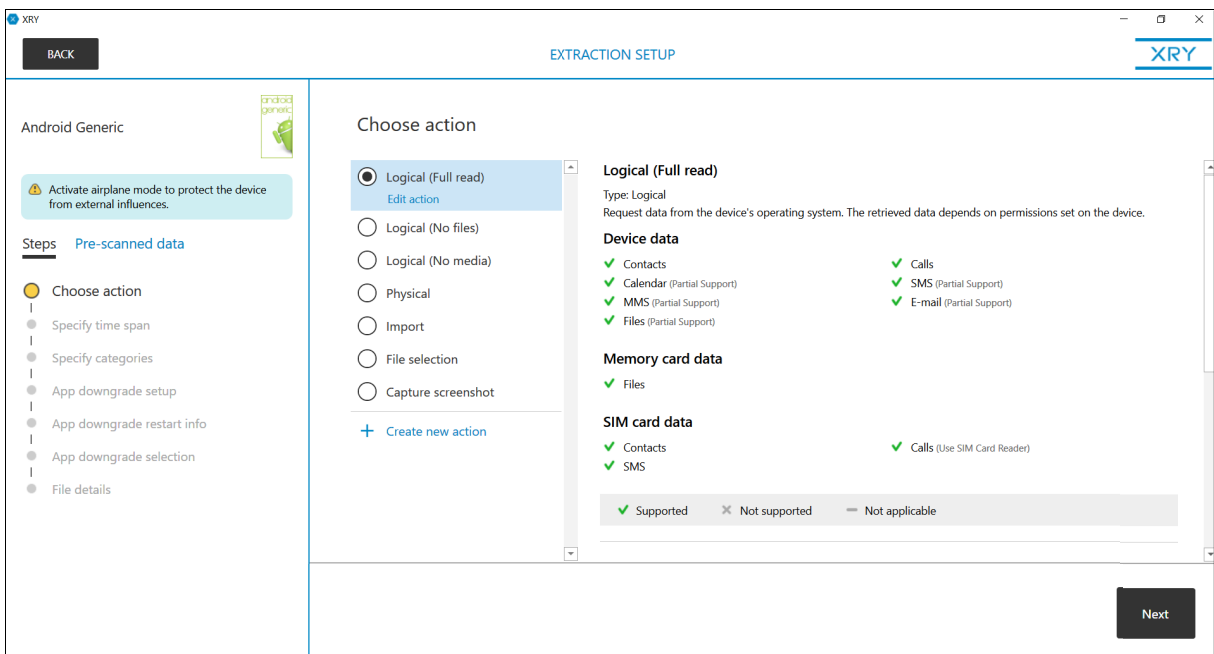 XRY
BACK
EXTRACTION SETUP
XRY
Android Generic
android
generic
Activate airplane mode to protect the device
from external influences.
Steps Pre-scanned data
Choose action
Specify time span
Specify categories
App downgrade setup
App downgrade restart info
App downgrade selection
File details
Choose action
Logical (Full read)
Edit action
Logical (No files)
Logical (No media)
Physical
Import
File selection
Capture screenshot
+ Create new action
Logical (Full read)
Type: Logical
Request data from the device's operating system. The retrieved data depends on permissions set on the device.
Device data
Contacts
Calls
Calendar (Partial Support)
SMS (Partial Support)
MMS (Partial Support)
E-mail (Partial Support)
Files (Partial Support)
Memory card data
Files
SIM card data
Contacts
Calls (Use SIM Card Reader)
SMS
Supported Not supported Not applicable
Next